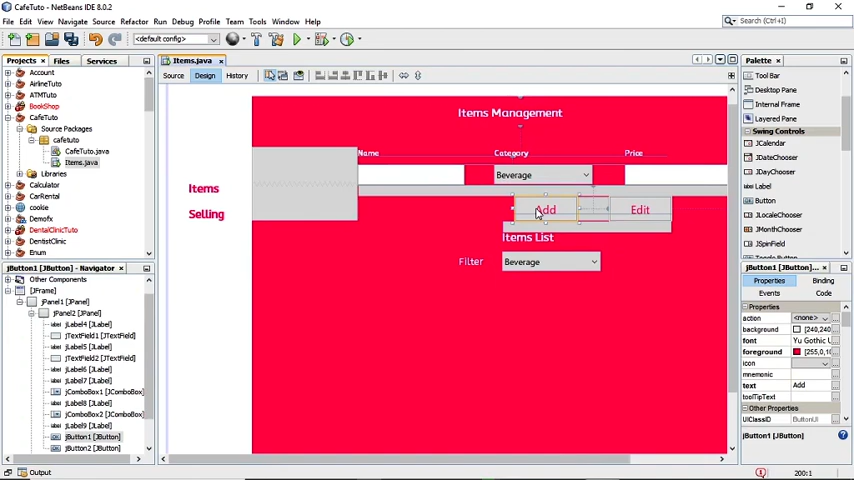 CafeTuto - NetBeans IDE 8.0.2
File Edit View Navigate Source Refactor Run Debug Profile Team Tools Window Help
Search (Ctrl+I)
<default config>
Projects Files Services
Items.java
Palette
Source Design History
Account
AirlineTuto
ATMTuto
BookShop
CafeTuto
Source Packages
cafetuto
CafeTuto.java
Items.java
Libraries
Calculator
CarRental
cookie
Demofx
DentalClinicTuto
DentistClinic
Enum
Items
Selling
Items Management
Name Category Price
Beverage
Add Edit
Items List
Filter Beverage
Tool Bar
Desktop Pane
Internal Frame
Layered Pane
Swing Controls
JCalendar
JDateChooser
JDayChooser
Label
Button
JLocaleChooser
JMonthChooser
JSpinField
Toggle Button
jButton1 [JButton] - Navigator
Other Components
[JFrame]
jPanel1 [JPanel]
jPanel2 [JPanel]
jLabel4 [JLabel]
jTextField1 [JTextField]
jLabel5 [JLabel]
jTextField2 [JTextField]
jLabel6 [JLabel]
jLabel7 [JLabel]
jComboBox1 [JComboBox]
jLabel8 [JLabel]
jComboBox2 [JComboBox]
jLabel9 [JLabel]
jButton1 [JButton]
jButton2 [JButton]
jButton1 [JButton]...
Properties Binding
Events Code
Properties
action <none>
background [240,240
font Yu Gothic U
foreground [255,0,1
icon
mnemonic
text Add
toolTipText
Other Properties
UIClassID ButtonUI
jButton1 [JButton]
Output
200:1